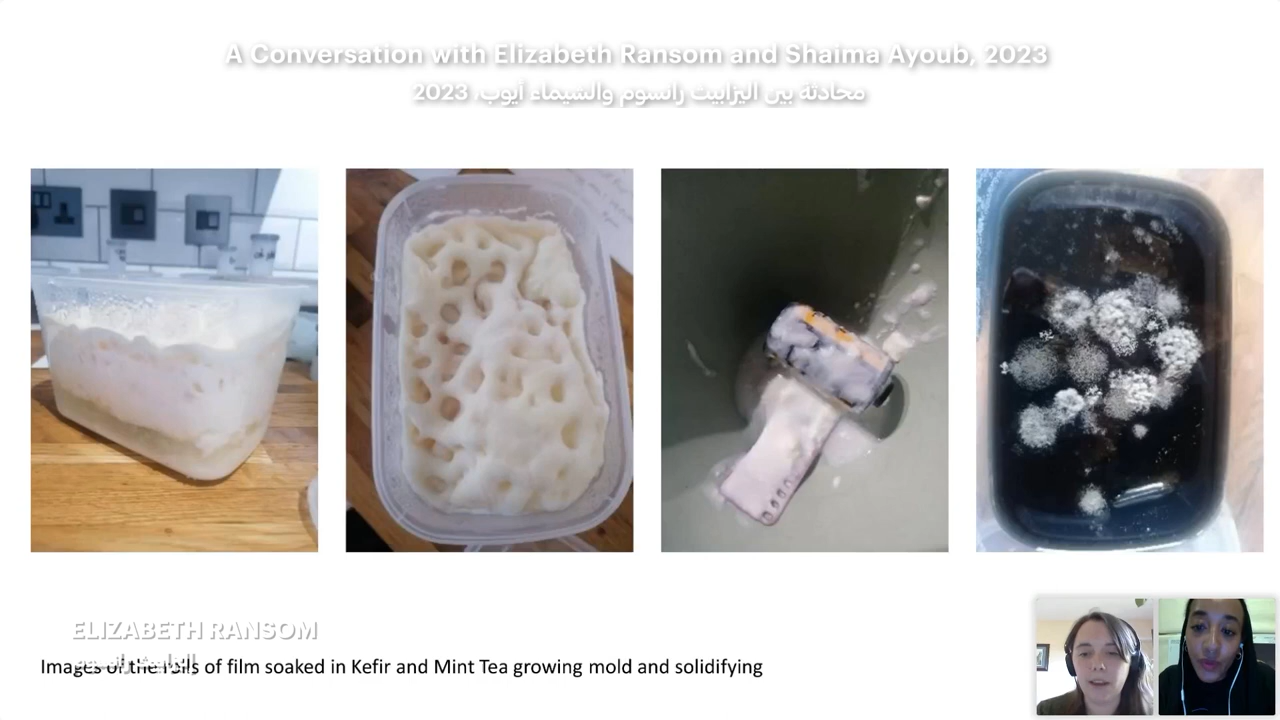 A Conversation with Elizabeth Ransom and Shaima Ayoub, 2023
محادثة بين اليزابيث رانسوم والشيماء أيوب، 2023
ELIZABETH RANSOM
Images of the rolls of film soaked in Kefir and Mint Tea growing mold and solidifying